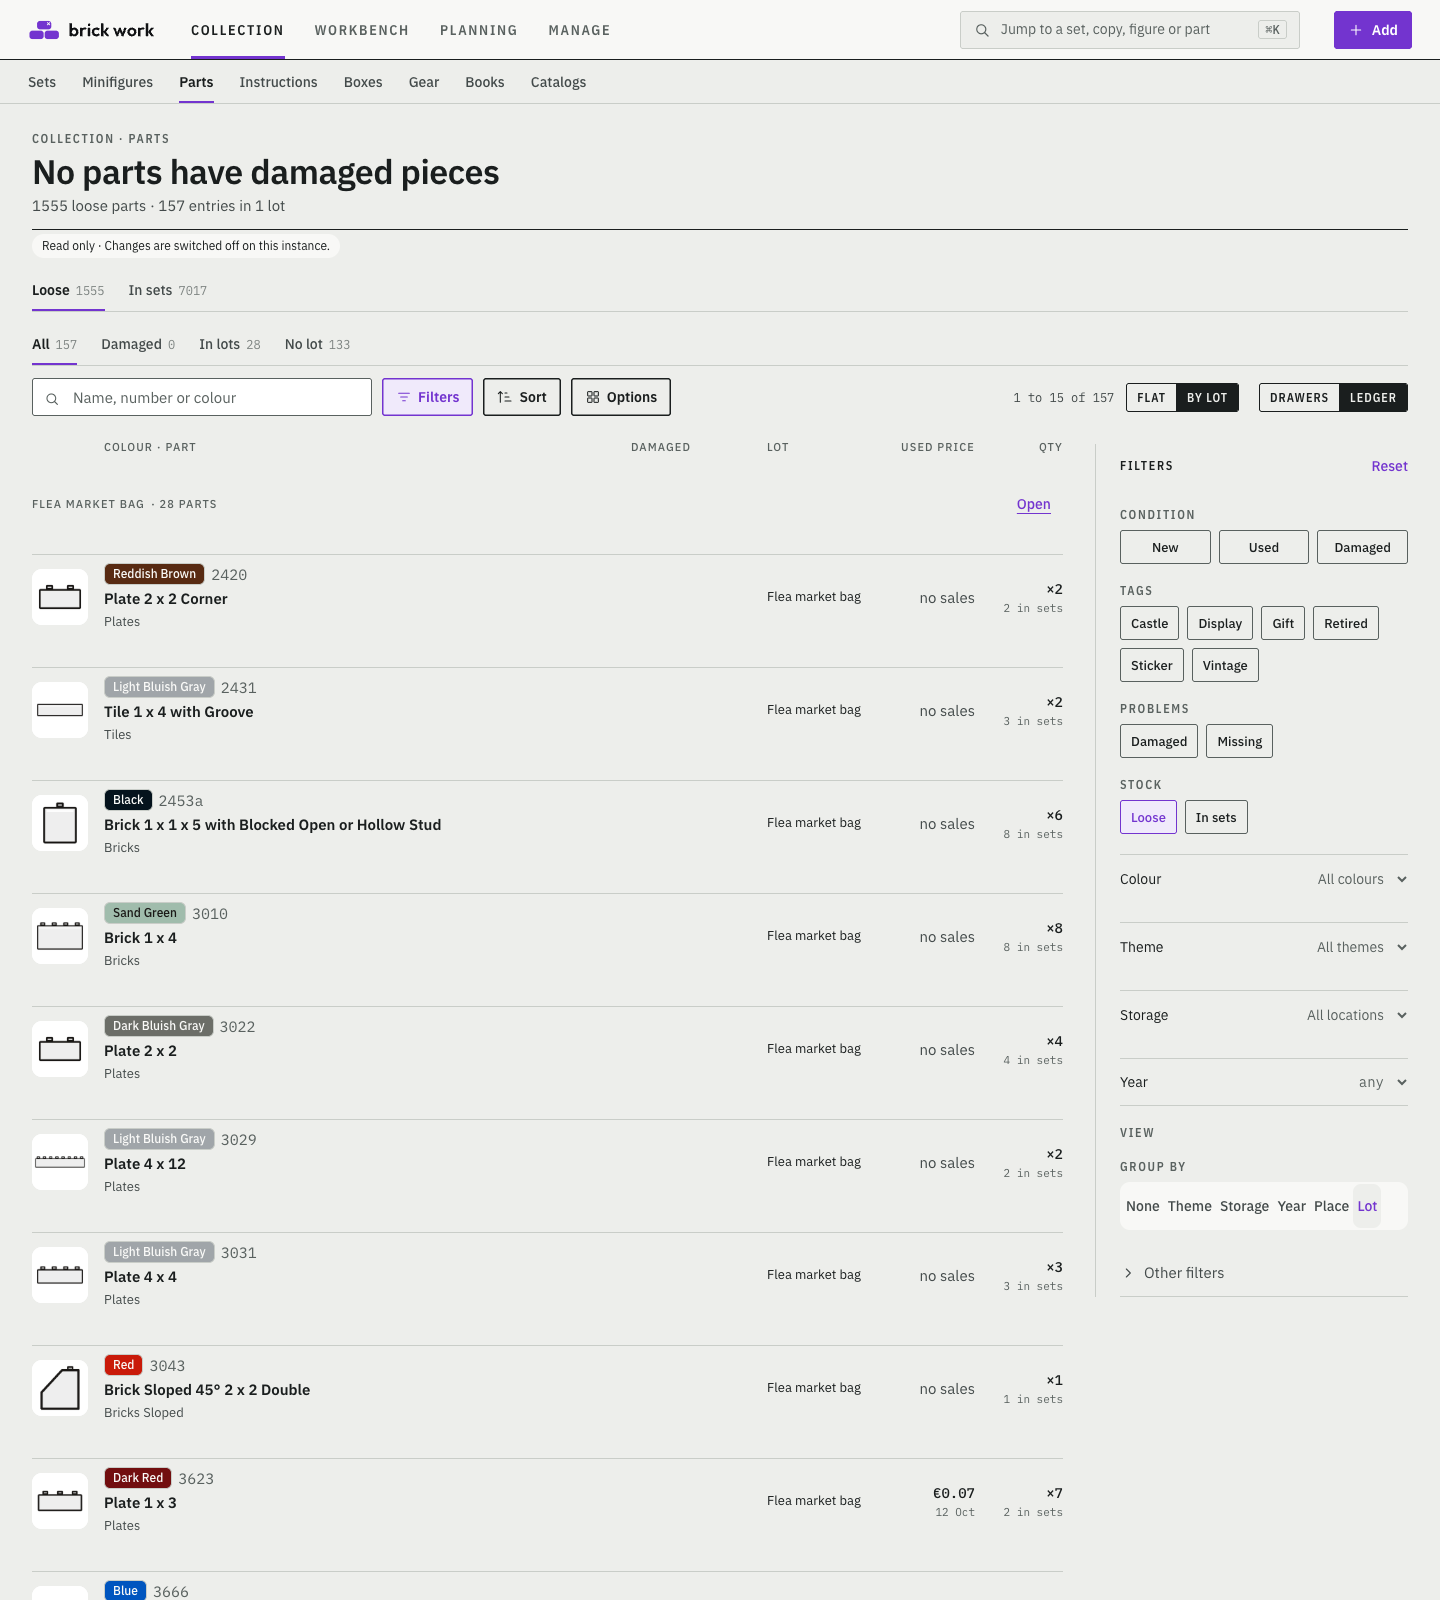 brick work
COLLECTION WORKBENCH PLANNING MANAGE
Jump to a set, copy, figure or part ⌘K
+ Add
Sets Minifigures Parts Instructions Boxes Gear Books Catalogs
COLLECTION · PARTS
No parts have damaged pieces
1555 loose parts · 157 entries in 1 lot
Read only · Changes are switched off on this instance.
Loose 1555 In sets 7017
All 157 Damaged 0 In lots 28 No lot 133
Name, number or colour Filters Sort Options 1 to 15 of 157 FLAT BY LOT DRAWERS LEDGER
COLOUR · PART DAMAGED LOT USED PRICE QTY
FLEA MARKET BAG · 28 PARTS Open
Reddish Brown 2420
Plate 2 x 2 Corner
Plates
Flea market bag no sales ×2
2 in sets
Light Bluish Gray 2431
Tile 1 x 4 with Groove
Tiles
Flea market bag no sales ×2
3 in sets
Black 2453a
Brick 1 x 1 x 5 with Blocked Open or Hollow Stud
Bricks
Flea market bag no sales ×6
8 in sets
Sand Green 3010
Brick 1 x 4
Bricks
Flea market bag no sales ×8
8 in sets
Dark Bluish Gray 3022
Plate 2 x 2
Plates
Flea market bag no sales ×4
4 in sets
Light Bluish Gray 3029
Plate 4 x 12
Plates
Flea market bag no sales ×2
2 in sets
Light Bluish Gray 3031
Plate 4 x 4
Plates
Flea market bag no sales ×3
3 in sets
Red 3043
Brick Sloped 45° 2 x 2 Double
Bricks Sloped
Flea market bag no sales ×1
1 in sets
Dark Red 3623
Plate 1 x 3
Plates
Flea market bag €0.07 ×7
12 Oct 2 in sets
Blue 3666
FILTERS Reset
CONDITION
New Used Damaged
TAGS
Castle Display Gift Retired
Sticker Vintage
PROBLEMS
Damaged Missing
STOCK
Loose In sets
Colour All colours
Theme All themes
Storage All locations
Year any
VIEW
GROUP BY
None Theme Storage Year Place Lot
Other filters